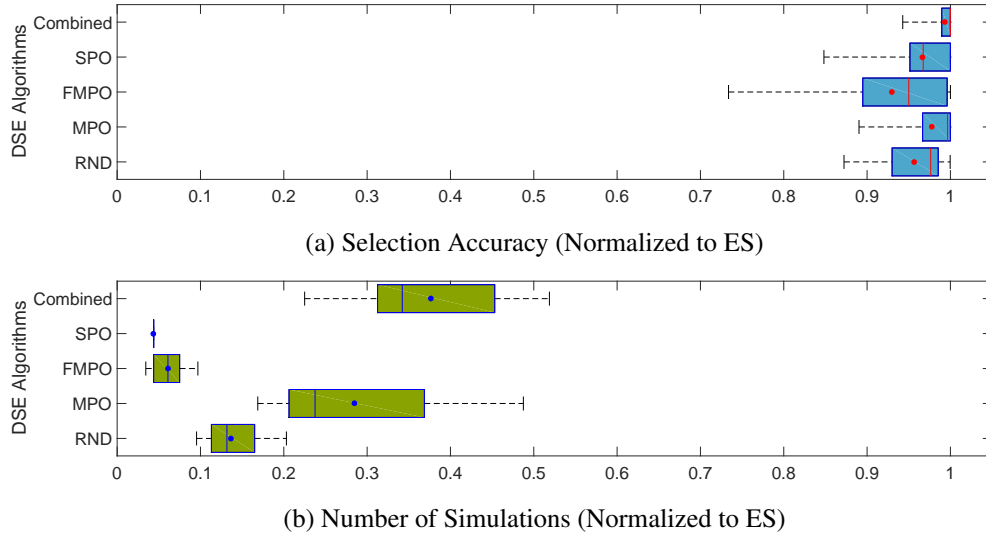 DSE Algorithms
Combined
SPO
FMPO
MPO
RND
0 0.1 0.2 0.3 0.4 0.5 0.6 0.7 0.8 0.9 1
(a) Selection Accuracy (Normalized to ES)
DSE Algorithms
Combined
SPO
FMPO
MPO
RND
0 0.1 0.2 0.3 0.4 0.5 0.6 0.7 0.8 0.9 1
(b) Number of Simulations (Normalized to ES)